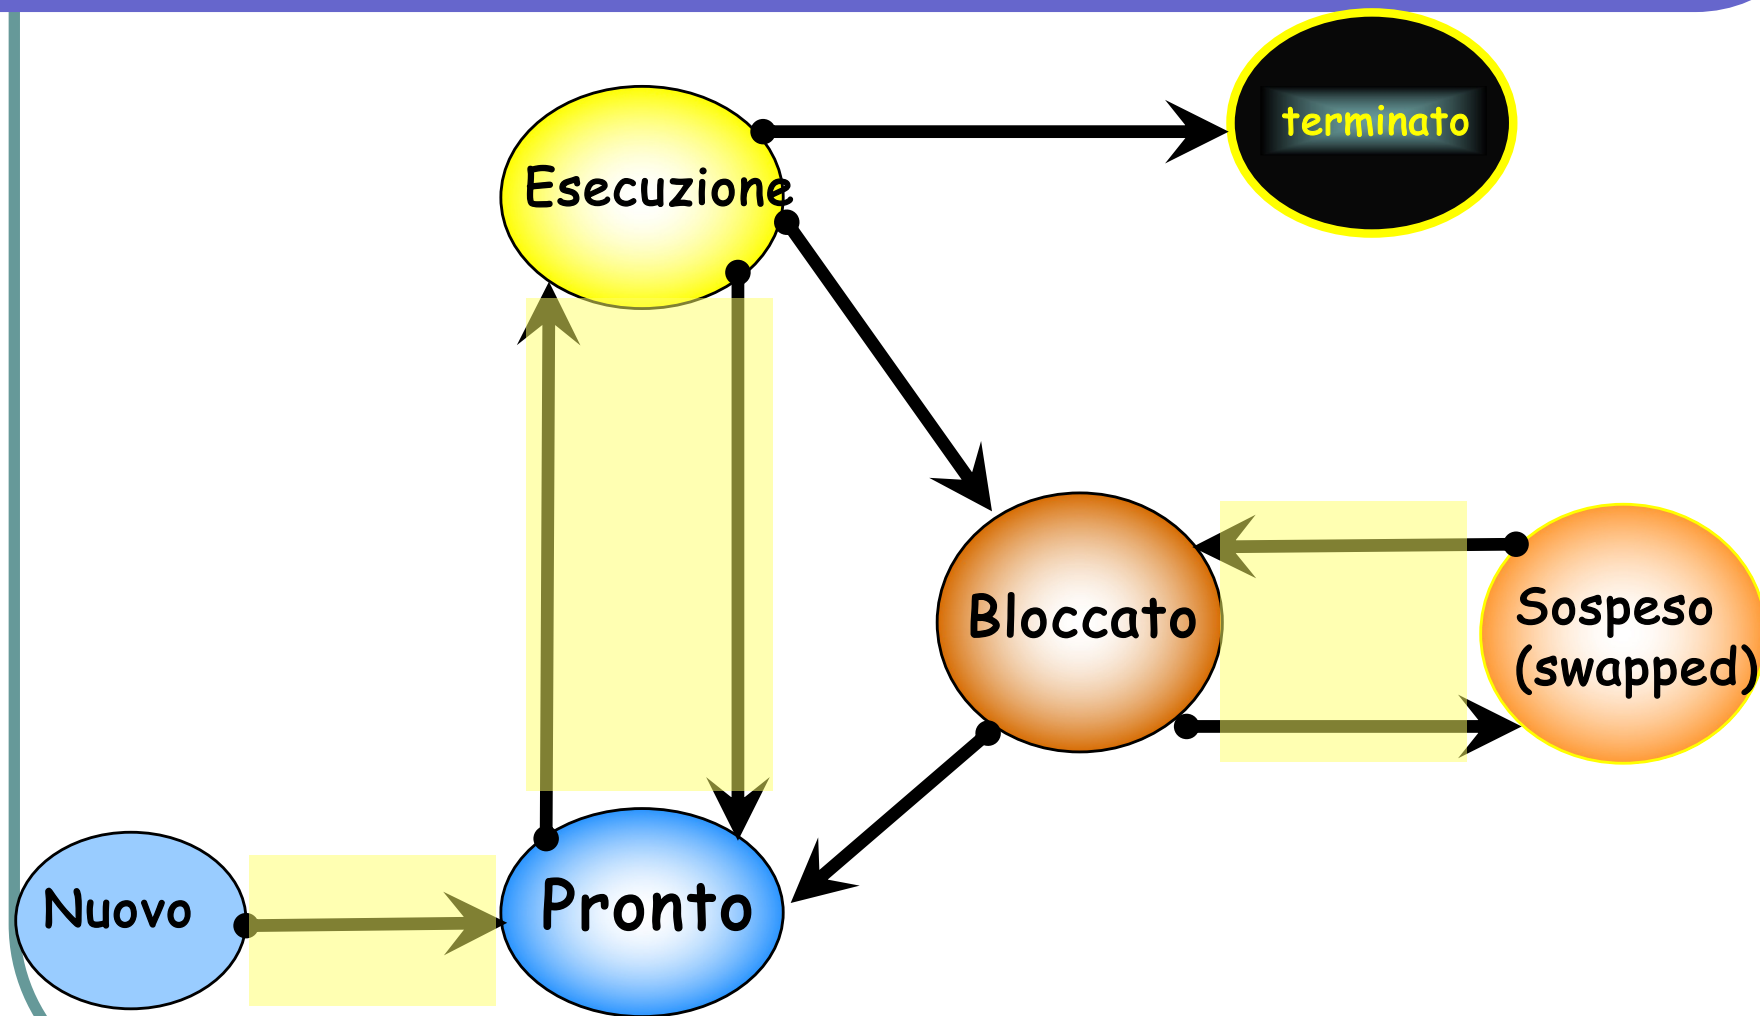 terminato
Esecuzione
Bloccato
Sospeso
(swapped)
Nuovo
Pronto